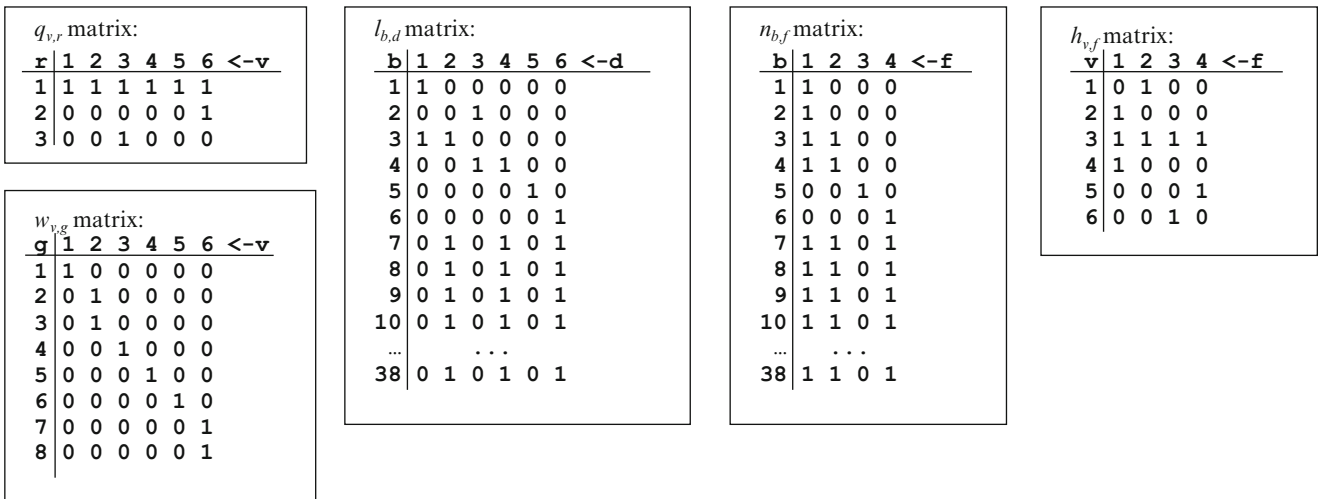 q_{v,r} matrix:
r 1 2 3 4 5 6 <-v
1 1 1 1 1 1 1
2 0 0 0 0 0 1
3 0 0 1 0 0 0
w_{v,g} matrix:
g 1 2 3 4 5 6 <-v
1 1 0 0 0 0 0
2 0 1 0 0 0 0
3 0 1 0 0 0 0
4 0 0 1 0 0 0
5 0 0 0 1 0 0
6 0 0 0 0 1 0
7 0 0 0 0 0 1
8 0 0 0 0 0 1
l_{b,d} matrix:
b 1 2 3 4 5 6 <-d
1 1 0 0 0 0 0
2 0 0 1 0 0 0
3 1 1 0 0 0 0
4 0 0 1 1 0 0
5 0 0 0 0 1 0
6 0 0 0 0 0 1
7 0 1 0 1 0 1
8 0 1 0 1 0 1
9 0 1 0 1 0 1
10 0 1 0 1 0 1
... ...
38 0 1 0 1 0 1
n_{b,f} matrix:
b 1 2 3 4 <-f
1 1 0 0 0
2 1 0 0 0
3 1 1 0 0
4 1 1 0 0
5 0 0 1 0
6 0 0 0 1
7 1 1 0 1
8 1 1 0 1
9 1 1 0 1
10 1 1 0 1
... ...
38 1 1 0 1
h_{v,f} matrix:
v 1 2 3 4 <-f
1 0 1 0 0
2 1 0 0 0
3 1 1 1 1
4 1 0 0 0
5 0 0 0 1
6 0 0 1 0